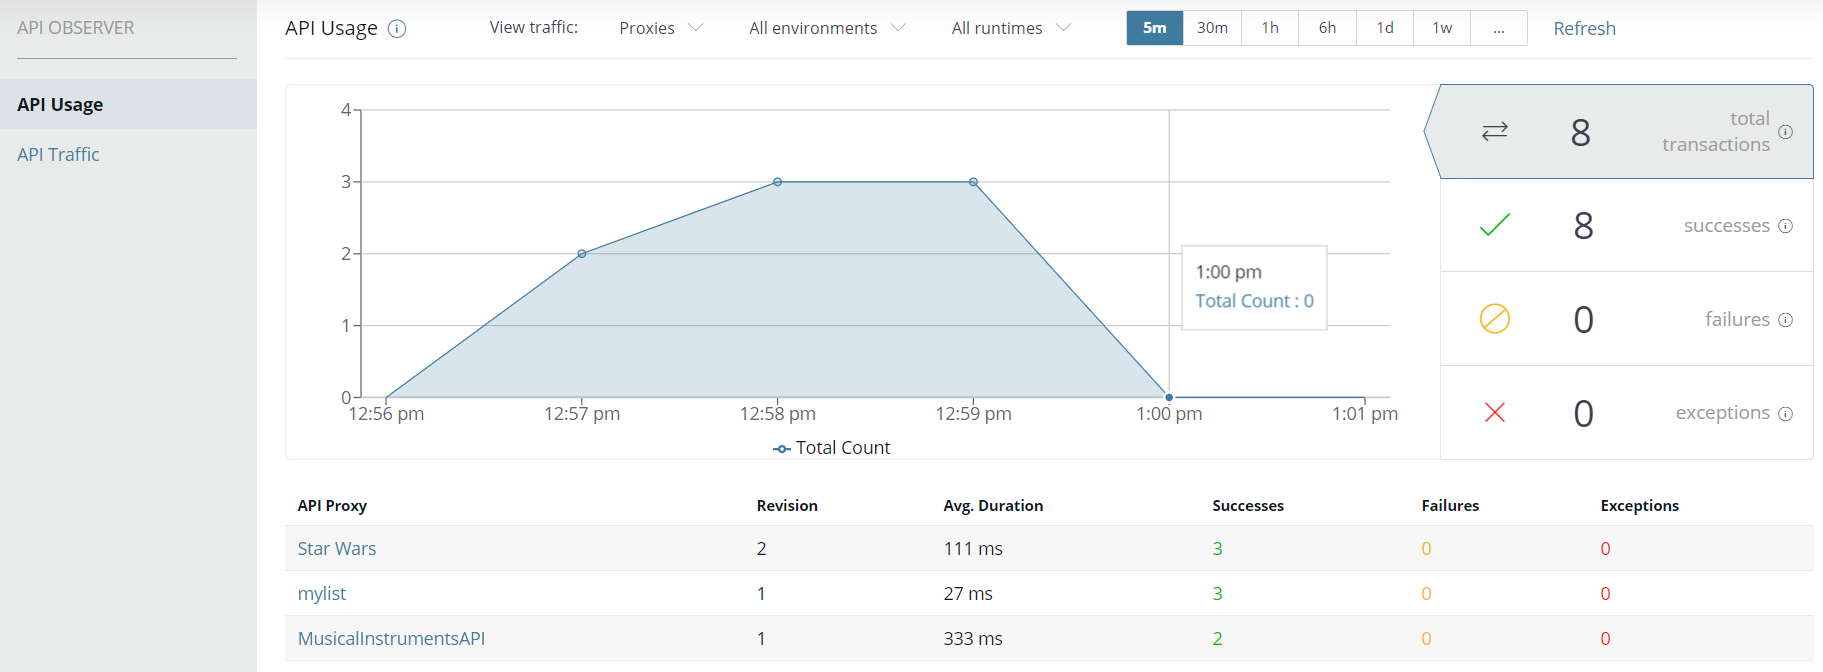 API OBSERVER
API Usage
API Traffic
API Usage
View traffic: Proxies All environments All runtimes 5m 30m 1h 6h 1d 1w ... Refresh
4
3
2
1
0
12:56 pm 12:57 pm 12:58 pm 12:59 pm 1:00 pm 1:01 pm
1:00 pm
Total Count : 0
Total Count
8 total transactions
8 successes
0 failures
0 exceptions
API Proxy Revision Avg. Duration Successes Failures Exceptions
Star Wars 2 111 ms 3 0 0
mylist 1 27 ms 3 0 0
MusicalInstrumentsAPI 1 333 ms 2 0 0